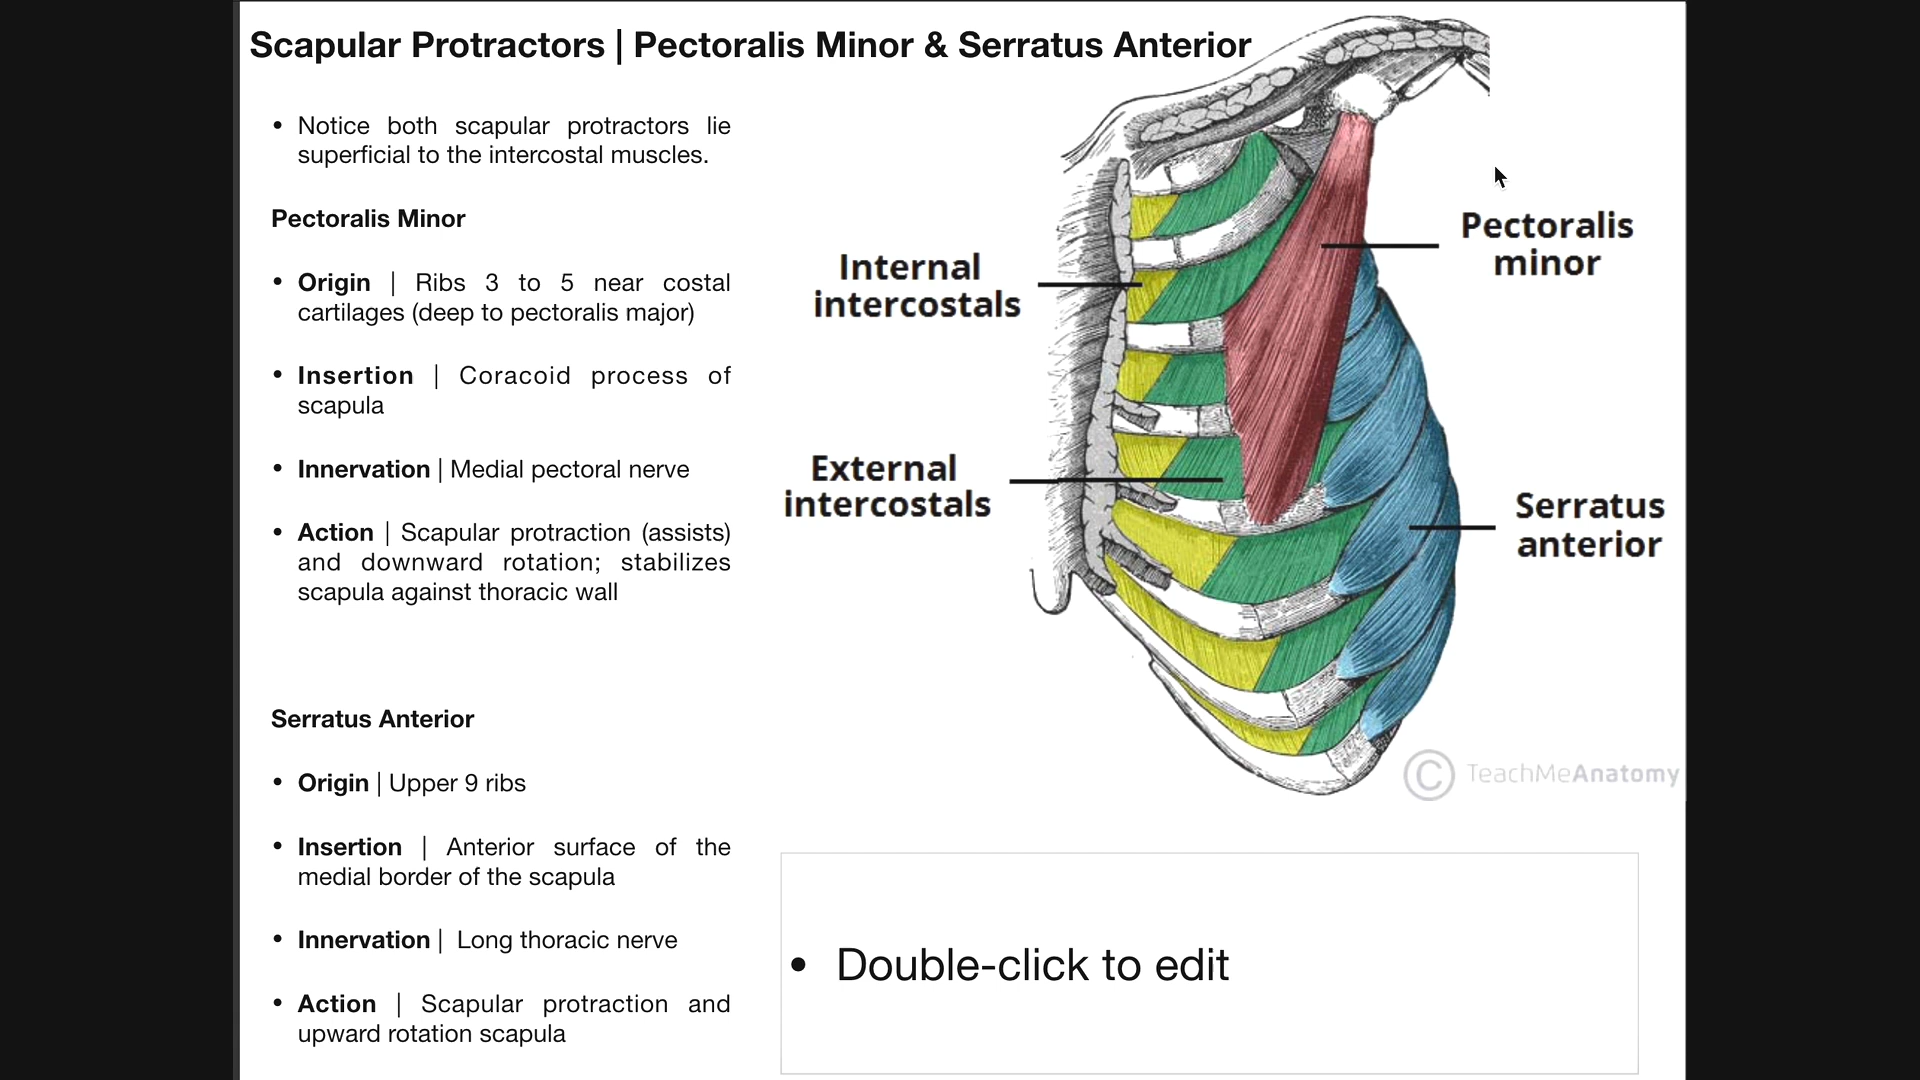 Scapular Protractors | Pectoralis Minor & Serratus Anterior
• Notice both scapular protractors lie
superficial to the intercostal muscles.
Pectoralis Minor
• Origin | Ribs 3 to 5 near costal
cartilages (deep to pectoralis major)
• Insertion | Coracoid process of
scapula
• Innervation | Medial pectoral nerve
• Action | Scapular protraction (assists)
and downward rotation; stabilizes
scapula against thoracic wall
Serratus Anterior
• Origin | Upper 9 ribs
• Insertion | Anterior surface of the
medial border of the scapula
• Innervation | Long thoracic nerve
• Action | Scapular protraction and
upward rotation scapula
Internal
intercostals
External
intercostals
Pectoralis
minor
Serratus
anterior
© TeachMeAnatomy
• Double-click to edit